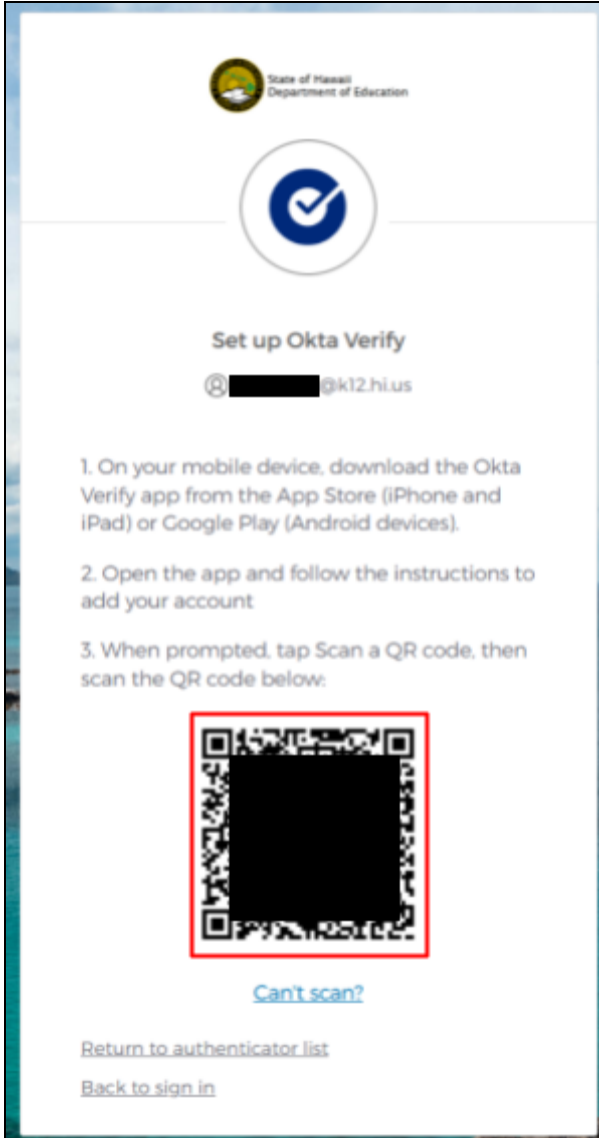 State of Hawaii
Department of Education
Set up Okta Verify
@k12.hi.us
1. On your mobile device, download the Okta
Verify app from the App Store (iPhone and
iPad) or Google Play (Android devices).
2. Open the app and follow the instructions to
add your account
3. When prompted, tap Scan a QR code, then
scan the QR code below:
Can't scan?
Return to authenticator list
Back to sign in